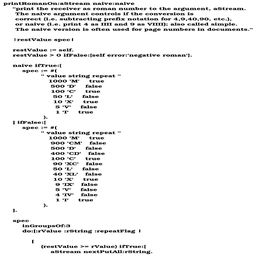 printRomanOn:aStream naive:naive
"print the receiver as roman number to the argument, aStream.
The naive argument controls if the conversion is
correct (i.e. subtracting prefix notation for 4,9,40,90, etc.),
or naive (i.e. print 4 as IIII and 9 as VIIII); also called simple.
The naive version is often used for page numbers in documents."
|restValue spec|
restValue := self.
restValue > 0 ifFalse:[self error:'negative roman'].
naive ifTrue:[
spec := #(
" value string repeat "
1000 'M' true
500 'D' false
100 'C' true
50 'L' false
10 'X' true
5 'V' false
1 'I' true
).
] ifFalse:[
spec := #(
" value string repeat "
1000 'M' true
900 'CM' false
500 'D' false
400 'CD' false
100 'C' true
90 'XC' false
50 'L' false
40 'XL' false
10 'X' true
9 'IX' false
5 'V' false
4 'IV' false
1 'I' true
).
].
spec
inGroupsOf:3
do:[:rValue :rString :repeatFlag |
[
(restValue >= rValue) ifTrue:[
aStream nextPutAll:rString.